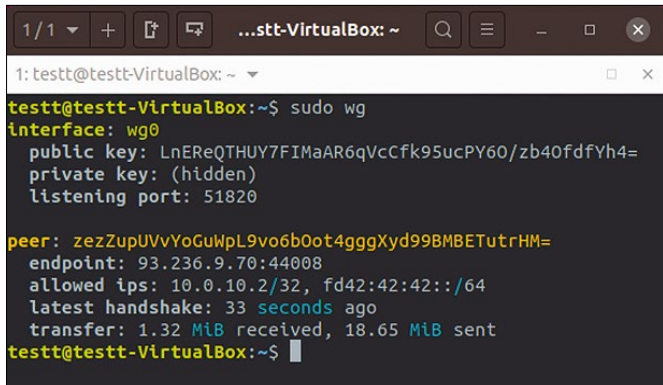 1/1
...stt-VirtualBox: ~
1: testt@testt-VirtualBox: ~
testt@testt-VirtualBox:~$ sudo wg
interface: wg0
public key: LnEReQTHUY7FIMaAR6qVcCfk95ucPY6O/zb4OfdfYh4=
private key: (hidden)
listening port: 51820
peer: zezZupUVvYoGuWpL9vo6bOot4gggXyd99BMBETutrHM=
endpoint: 93.236.9.70:44008
allowed ips: 10.0.10.2/32, fd42:42:42::/64
latest handshake: 33 seconds ago
transfer: 1.32 MiB received, 18.65 MiB sent
testt@testt-VirtualBox:~$